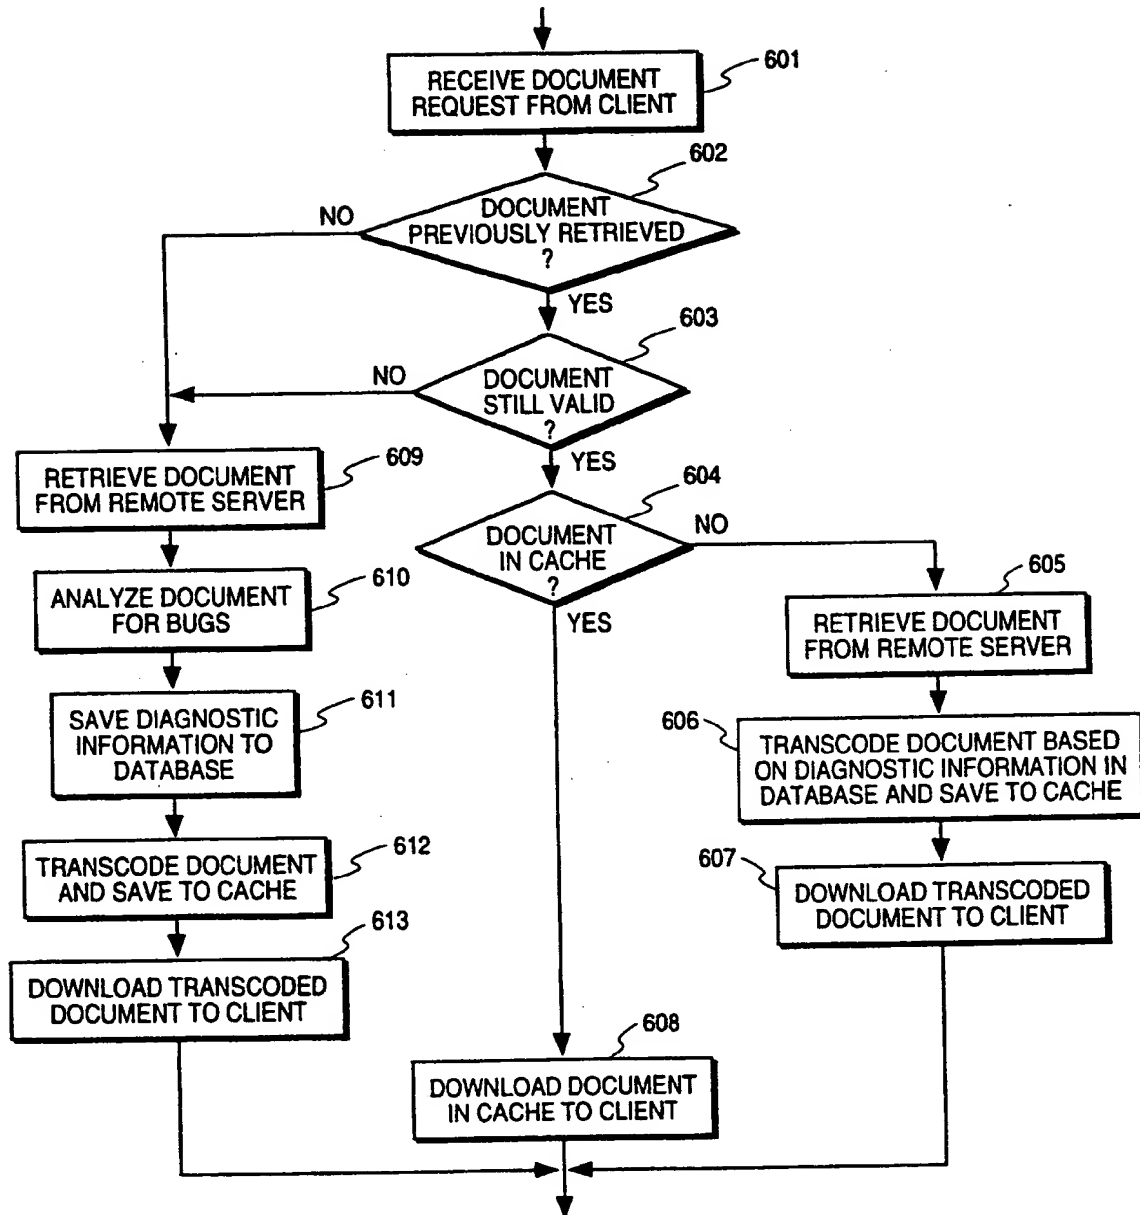 601
RECEIVE DOCUMENT
REQUEST FROM CLIENT
602
NO
DOCUMENT
PREVIOUSLY RETRIEVED
?
YES
603
NO
DOCUMENT
STILL VALID
?
YES
609
RETRIEVE DOCUMENT
FROM REMOTE SERVER
604
NO
DOCUMENT
IN CACHE
?
YES
610
ANALYZE DOCUMENT
FOR BUGS
605
RETRIEVE DOCUMENT
FROM REMOTE SERVER
611
SAVE DIAGNOSTIC
INFORMATION TO
DATABASE
606
TRANSCODE DOCUMENT BASED
ON DIAGNOSTIC INFORMATION IN
DATABASE AND SAVE TO CACHE
612
TRANSCODE DOCUMENT
AND SAVE TO CACHE
607
DOWNLOAD TRANSCODED
DOCUMENT TO CLIENT
613
DOWNLOAD TRANSCODED
DOCUMENT TO CLIENT
608
DOWNLOAD DOCUMENT
IN CACHE TO CLIENT